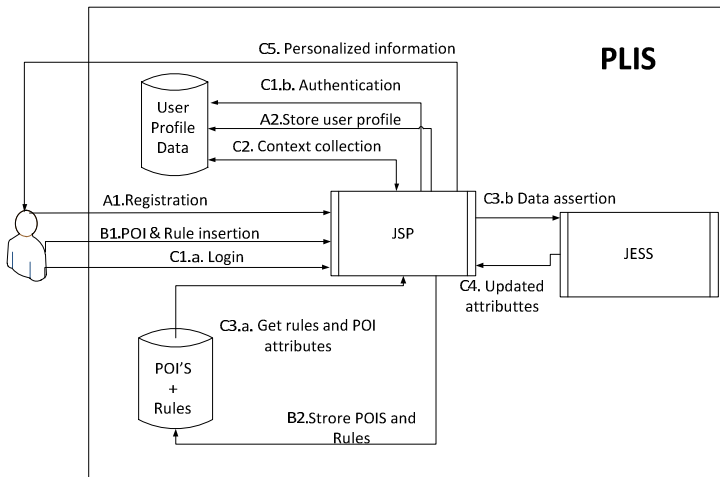 C5. Personalized information
PLIS
C1.b. Authentication
User
Profile
Data
A2.Store user profile
C2. Context collection
A1.Registration
C3.b Data assertion
B1.POI & Rule insertion
JSP
JESS
C1.a. Login
C4. Updated
attributtes
C3.a. Get rules and POI
attributes
POI'S
+
Rules
B2.Strore POIS and
Rules